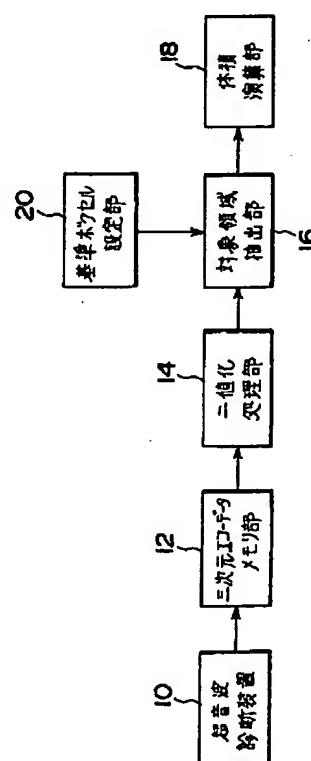 10
超音波
診断装置
12
三次元エコーデータ
メモリ部
14
二値化
処理部
20
基準ボクセル
設定部
対象領域
抽出部
16
18
体積
演算部